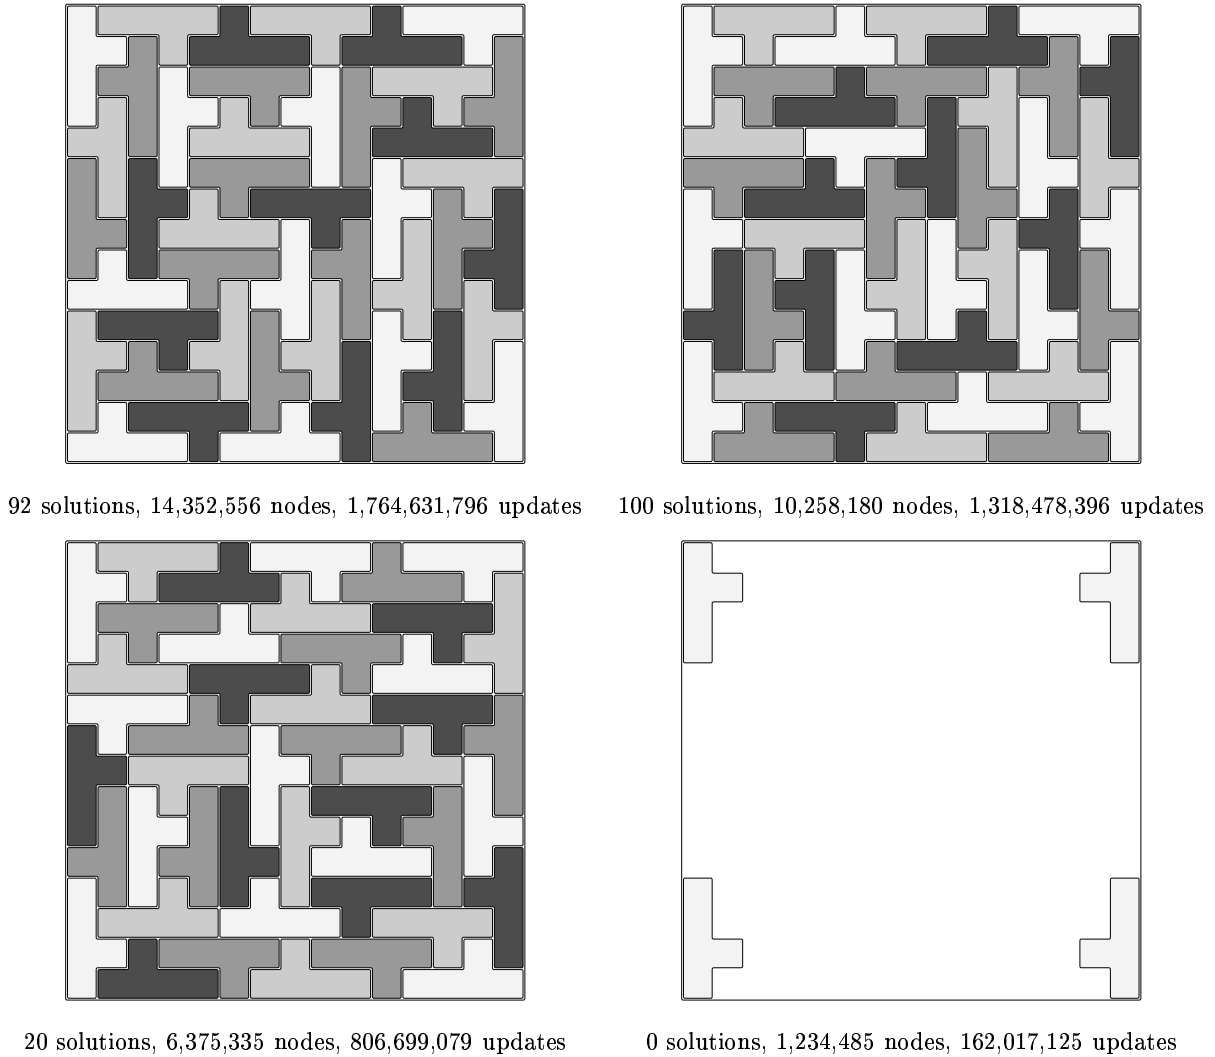 92 solutions, 14,352,556 nodes, 1,764,631,796 updates
100 solutions, 10,258,180 nodes, 1,318,478,396 updates
20 solutions, 6,375,335 nodes, 806,699,079 updates
0 solutions, 1,234,485 nodes, 162,017,125 updates